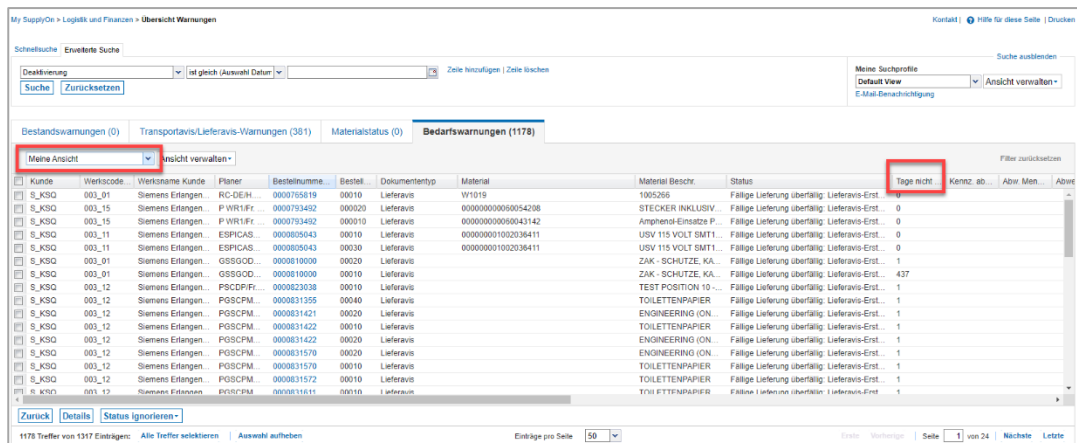 My SupplyOn > Logistik und Finanzen > Übersicht Warnungen Kontakt | Hilfe für diese Seite | Drucken
Schnellsuche Erweiterte Suche
Suche ausblenden
Deaktivierung ist gleich (Auswahl Datum Zeile hinzufügen | Zeile löschen
Meine Suchprofile
Suche Zurücksetzen
Default View Ansicht verwalten
E-Mail-Benachrichtigung
Bestandswarnungen (0) Transportavis/Lieferavis-Warnungen (381) Materialstatus (0) Bedarfswarnungen (1178)
Meine Ansicht Ansicht verwalten Filter zurücksetzen
Kunde Werkscode... Werksname Kunde Planer Bestellnumme... Bestell... Dokumententyp Material Material Beschr. Status Tage nicht ... Kennz. ab... Abw. Men... Abwe
S_KSQ 003_01 Siemens Erlangen... RC-DE/H... 0000765819 00010 Lieferavis W1019 1005266 Fällige Lieferung überfällig: Lieferavis-Erst... 0
S_KSQ 003_15 Siemens Erlangen... P WR1/Fr. ... 0000793492 000020 Lieferavis 000000000060054208 STECKER INKLUSIV... Fällige Lieferung überfällig: Lieferavis-Erst... 0
S_KSQ 003_15 Siemens Erlangen... P WR1/Fr. ... 0000793492 000010 Lieferavis 000000000060043142 Amphenol-Einsatze P... Fällige Lieferung überfällig: Lieferavis-Erst... 0
S_KSQ 003_11 Siemens Erlangen... ESPICAS... 0000805043 00010 Lieferavis 000000001002036411 USV 115 VOLT SMT1... Fällige Lieferung überfällig: Lieferavis-Erst... 0
S_KSQ 003_11 Siemens Erlangen... ESPICAS... 0000805043 00030 Lieferavis 000000001002036411 USV 115 VOLT SMT1... Fällige Lieferung überfällig: Lieferavis-Erst... 0
S_KSQ 003_01 Siemens Erlangen... GSSGOD... 0000810000 00020 Lieferavis ZAK - SCHUTZE, KA... Fällige Lieferung überfällig: Lieferavis-Erst... 1
S_KSQ 003_01 Siemens Erlangen... GSSGOD... 0000810000 00010 Lieferavis ZAK - SCHUTZE, KA... Fällige Lieferung überfällig: Lieferavis-Erst... 437
S_KSQ 003_12 Siemens Erlangen... PSCDP/Fr... 0000823038 00010 Lieferavis TEST POSITION 10 -... Fällige Lieferung überfällig: Lieferavis-Erst... 1
S_KSQ 003_12 Siemens Erlangen... PGSCPM... 0000831355 00040 Lieferavis TOILETTENPAPIER Fällige Lieferung überfällig: Lieferavis-Erst... 1
S_KSQ 003_12 Siemens Erlangen... PGSCPM... 0000831421 00020 Lieferavis ENGINEERING (ON... Fällige Lieferung überfällig: Lieferavis-Erst... 1
S_KSQ 003_12 Siemens Erlangen... PGSCPM... 0000831422 00010 Lieferavis TOILETTENPAPIER Fällige Lieferung überfällig: Lieferavis-Erst... 1
S_KSQ 003_12 Siemens Erlangen... PGSCPM... 0000831422 00020 Lieferavis ENGINEERING (ON... Fällige Lieferung überfällig: Lieferavis-Erst... 1
S_KSQ 003_12 Siemens Erlangen... PGSCPM... 0000831570 00020 Lieferavis ENGINEERING (ON... Fällige Lieferung überfällig: Lieferavis-Erst... 1
S_KSQ 003_12 Siemens Erlangen... PGSCPM... 0000831570 00010 Lieferavis TOILETTENPAPIER Fällige Lieferung überfällig: Lieferavis-Erst... 1
S_KSQ 003_12 Siemens Erlangen... PGSCPM... 0000831572 00010 Lieferavis TOILETTENPAPIER Fällige Lieferung überfällig: Lieferavis-Erst... 1
S_KSQ 003_12 Siemens Erlangen... PGSCPM... 0000831611 00010 Lieferavis TOILETTENPAPIER Fällige Lieferung überfällig: Lieferavis-Erst... 1
Zurück Details Status ignorieren
1178 Treffer von 1317 Einträgen: Alle Treffer selektieren | Auswahl aufheben Einträge pro Seite 50 Erste Vorherige | Seite 1 von 24 | Nächste Letzte